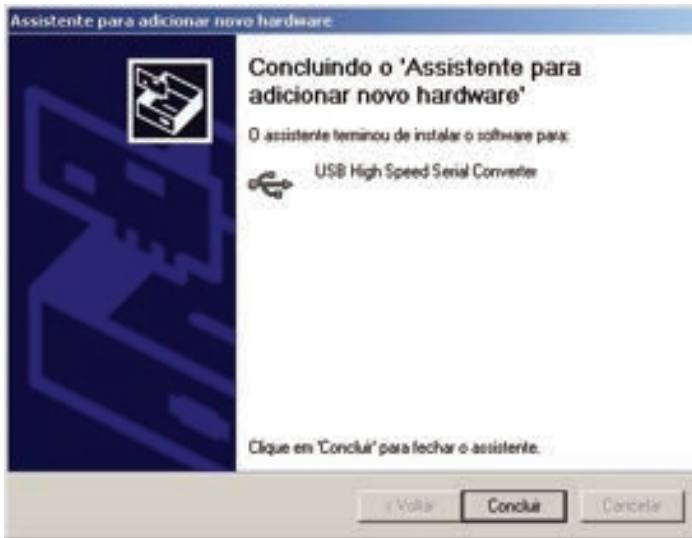 Assistente para adicionar novo hardware
Concluindo o 'Assistente para
adicionar novo hardware'
O assistente terminou de instalar o software para:
USB High Speed Serial Converter
Clique em 'Concluir' para fechar o assistente.
< Voltar
Concluir
Cancelar